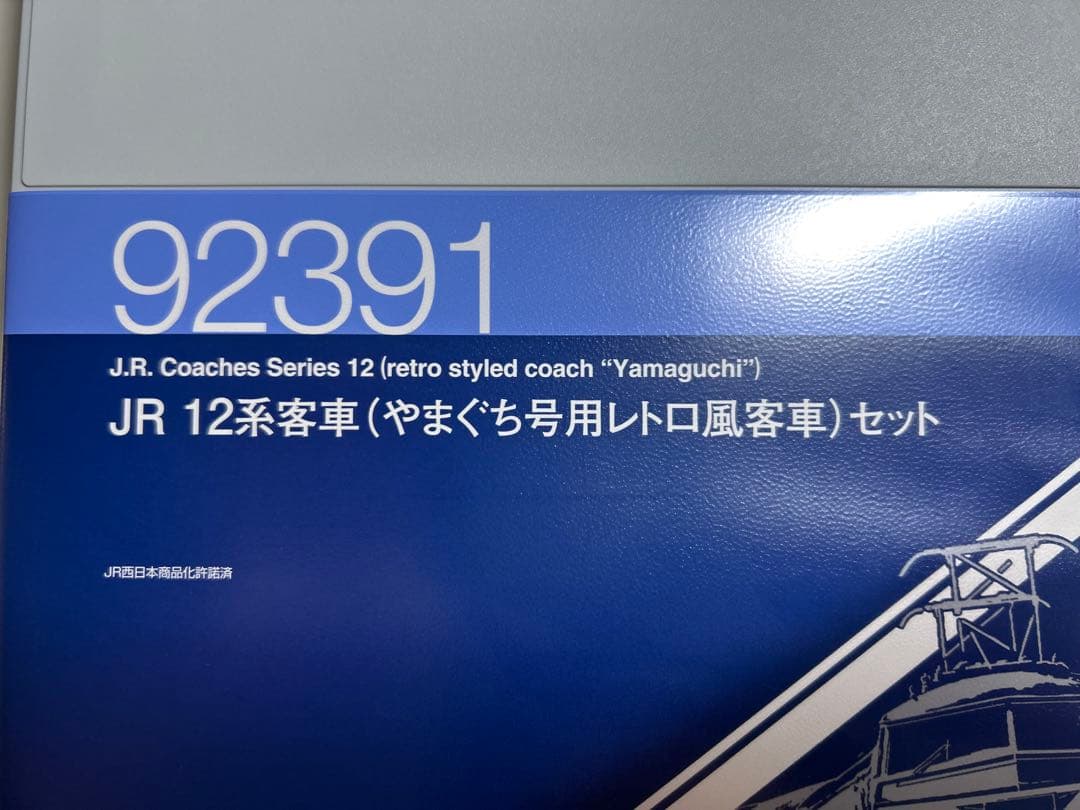 92391
J.R. Coaches Series 12 (retro styled coach “Yamaguchi”)
JR 12系客車(やまぐち号用レトロ風客車)セット
JR西日本商品化許諾済